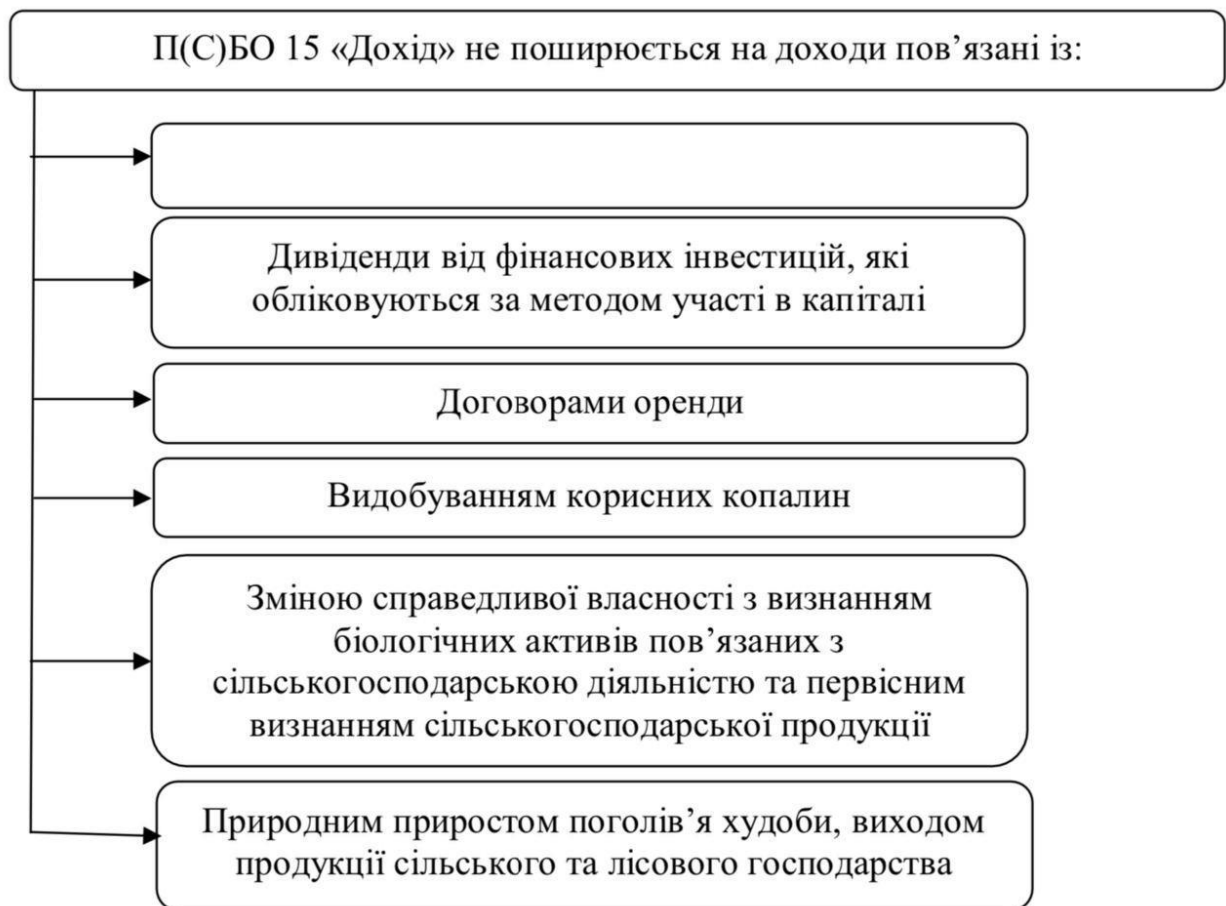 П(С)БО 15 «Дохід» не поширюється на доходи пов’язані із:
Дивіденди від фінансових інвестицій, які
обліковуються за методом участі в капіталі
Договорами оренди
Видобуванням корисних копалин
Зміною справедливої власності з визнанням
біологічних активів пов’язаних з
сільськогосподарською діяльністю та первісним
визнанням сільськогосподарської продукції
Природним приростом поголів’я худоби, виходом
продукції сільського та лісового господарства